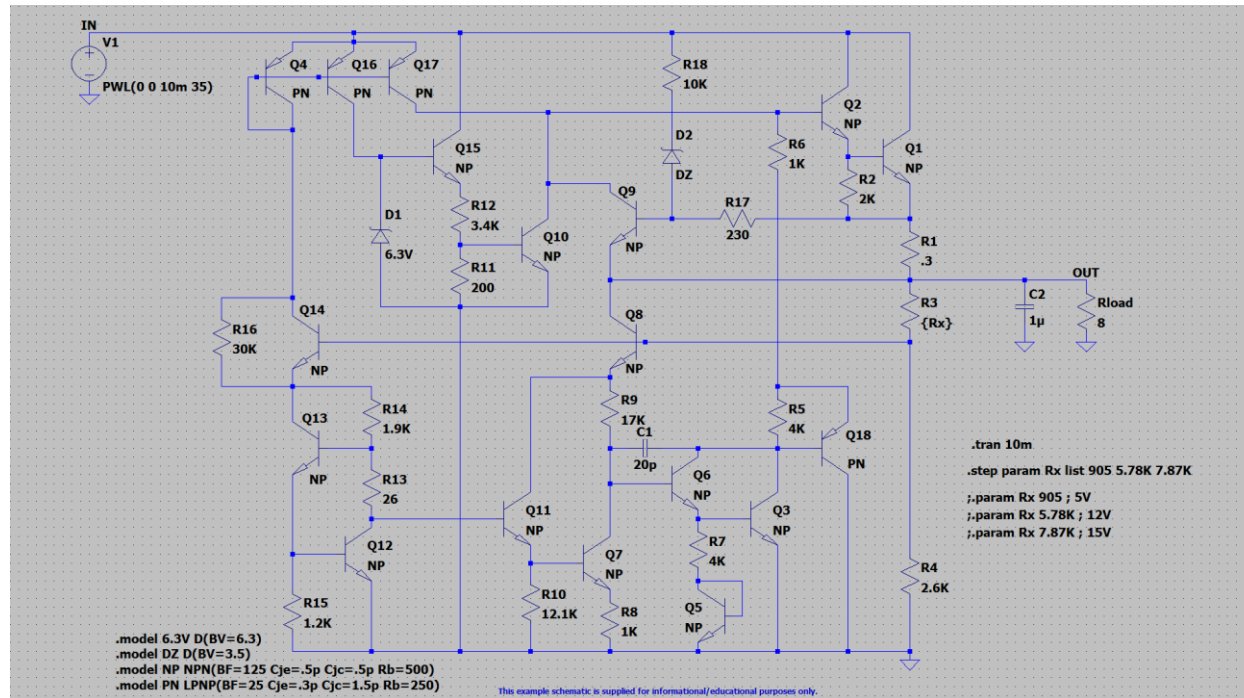 IN
V1
PWL(0 0 10m 35)
Q4
PN
Q16
PN
Q17
PN
Q15
NP
R12
3.4K
R11
200
D1
6.3V
Q10
NP
Q9
NP
R18
10K
D2
DZ
R17
230
R6
1K
Q2
NP
Q1
NP
R2
2K
R1
.3
OUT
C2
1µ
Rload
8
R3
{Rx}
R16
30K
Q14
NP
Q8
NP
R9
17K
C1
20p
R5
4K
Q18
PN
Q13
NP
R14
1.9K
R13
26
Q12
NP
R15
1.2K
Q11
NP
R10
12.1K
Q7
NP
R8
1K
Q6
NP
R7
4K
Q5
NP
Q3
NP
R4
2.6K
.tran 10m
.step param Rx list 905 5.78K 7.87K
;.param Rx 905 ; 5V
;.param Rx 5.78K ; 12V
;.param Rx 7.87K ; 15V
.model 6.3V D(BV=6.3)
.model DZ D(BV=3.5)
.model NP NPN(BF=125 Cje=.5p Cjc=.5p Rb=500)
.model PN LPNP(BF=25 Cje=.3p Cjc=1.5p Rb=250)
This example schematic is supplied for informational/educational purposes only.